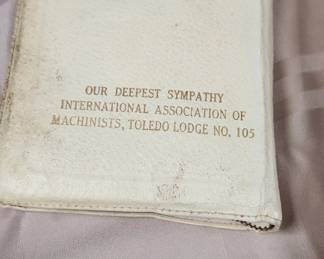 OUR DEEPEST SYMPATHY
INTERNATIONAL ASSOCIATION OF
MACHINISTS, TOLEDO LODGE NO. 105